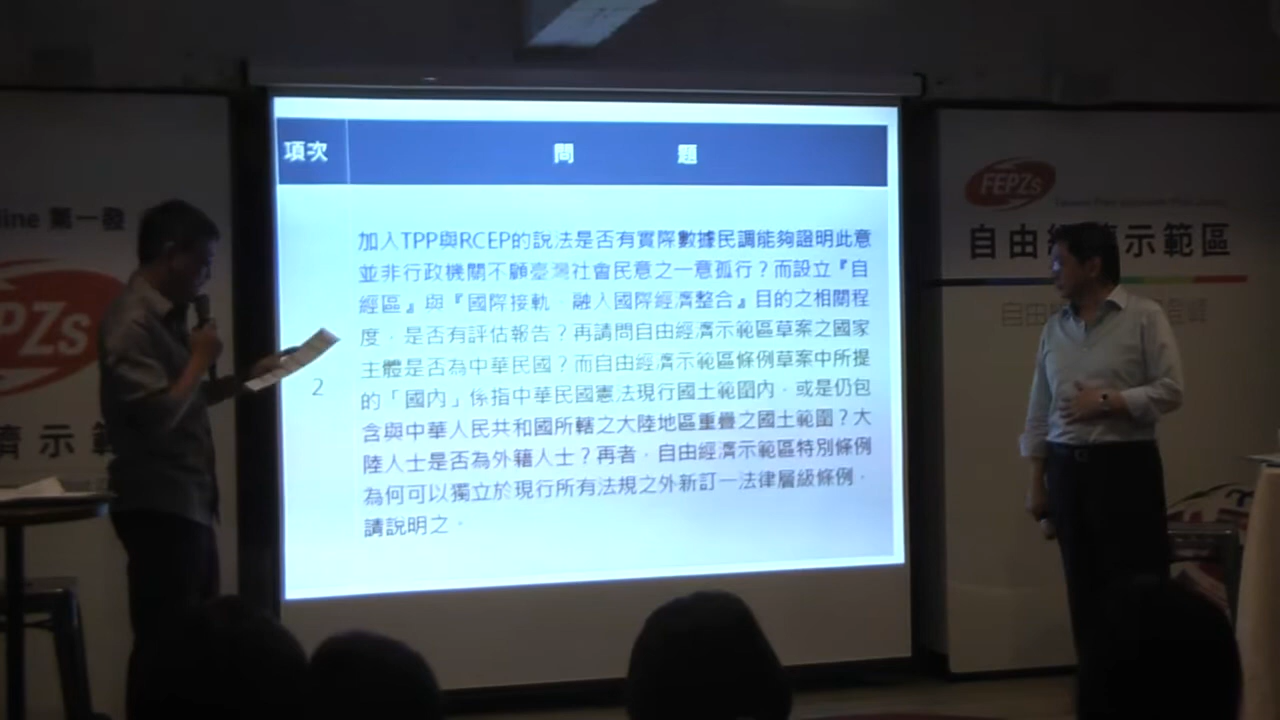 line 第一發
PZs
濟示範
項次 問 題
2
加入TPP與RCEP的說法是否有實際數據民調能夠證明此意
並非行政機關不顧臺灣社會民意之一意孤行？而設立『自
經區』與『國際接軌、融入國際經濟整合』目的之相關程
度，是否有評估報告？再請問自由經濟示範區草案之國家
主體是否為中華民國？而自由經濟示範區條例草案中所提
的「國內」係指中華民國憲法現行國土範圍內，或是仍包
含與中華人民共和國所轄之大陸地區重疊之國土範圍？大
陸人士是否為外籍人士？再者，自由經濟示範區特別條例
為何可以獨立於現行所有法規之外新訂一法律層級條例，
請說明之。
FEPZs
自由經濟示範區
自由